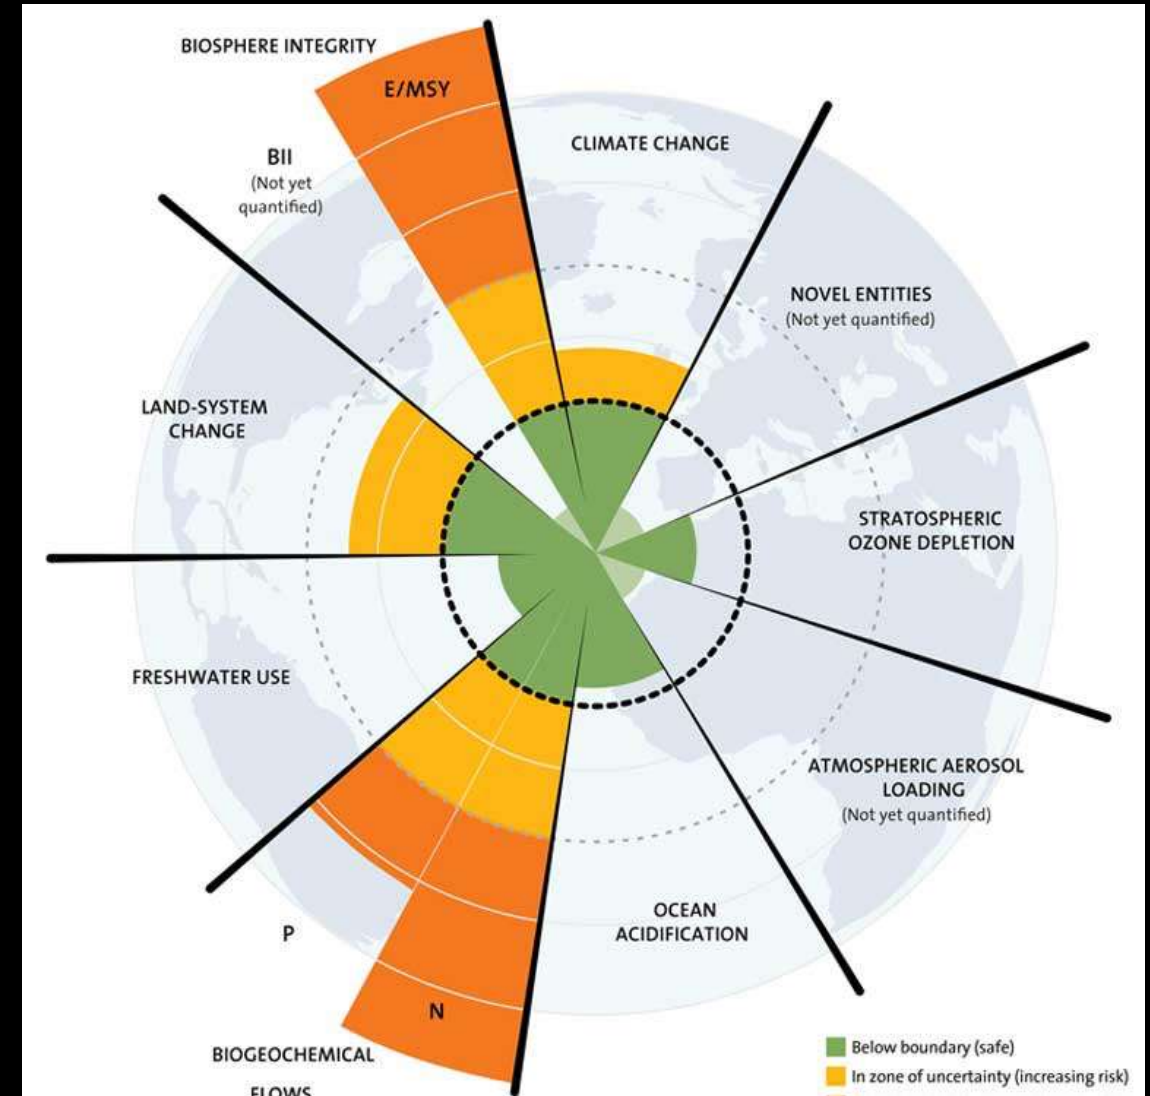 BIOSPHERE INTEGRITY
E/MSY
CLIMATE CHANGE
BII
(Not yet
quantified)
NOVEL ENTITIES
(Not yet quantified)
LAND-SYSTEM
CHANGE
STRATOSPHERIC
OZONE DEPLETION
FRESHWATER USE
ATMOSPHERIC AEROSOL
LOADING
(Not yet quantified)
OCEAN
ACIDIFICATION
P
N
BIOGEOCHEMICAL
FLOWS
Below boundary (safe)
In zone of uncertainty (increasing risk)